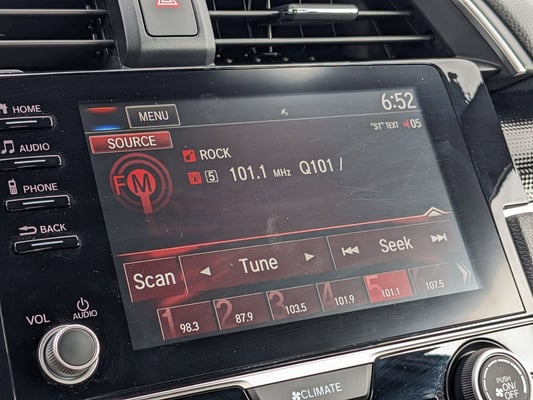 HOME
AUDIO
PHONE
BACK
VOL AUDIO
MENU
6:52
"ST" TEXT 05
SOURCE
FM
ROCK
5 101.1 MHz Q101 /
Scan Tune Seek
1 98.3 2 87.9 3 103.5 4 101.9 5 101.1 107.5
CLIMATE
PUSH
ON/
OFF